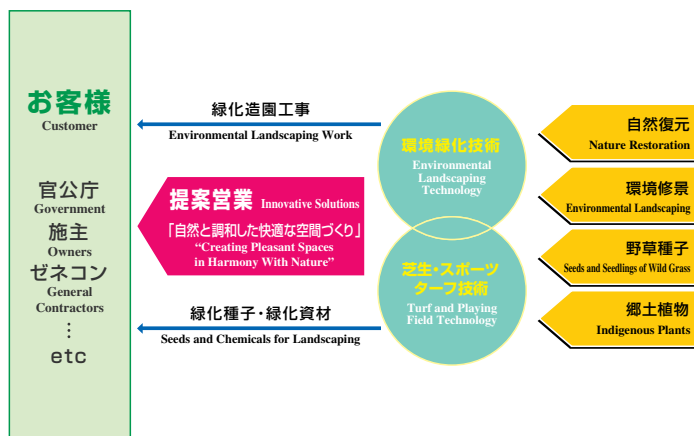 お客様
Customer
官公庁
Government
施主
Owners
ゼネコン
General
Contractors
⋮
etc
緑化造園工事
Environmental Landscaping Work
提案営業 Innovative Solutions
「自然と調和した快適な空間づくり」
“Creating Pleasant Spaces
in Harmony With Nature”
緑化種子・緑化資材
Seeds and Chemicals for Landscaping
環境緑化技術
Environmental
Landscaping
Technology
芝生・スポーツ
ターフ技術
Turf and Playing
Field Technology
自然復元
Nature Restoration
環境修景
Environmental Landscaping
野草種子
Seeds and Seedlings of Wild Grass
郷土植物
Indigenous Plants